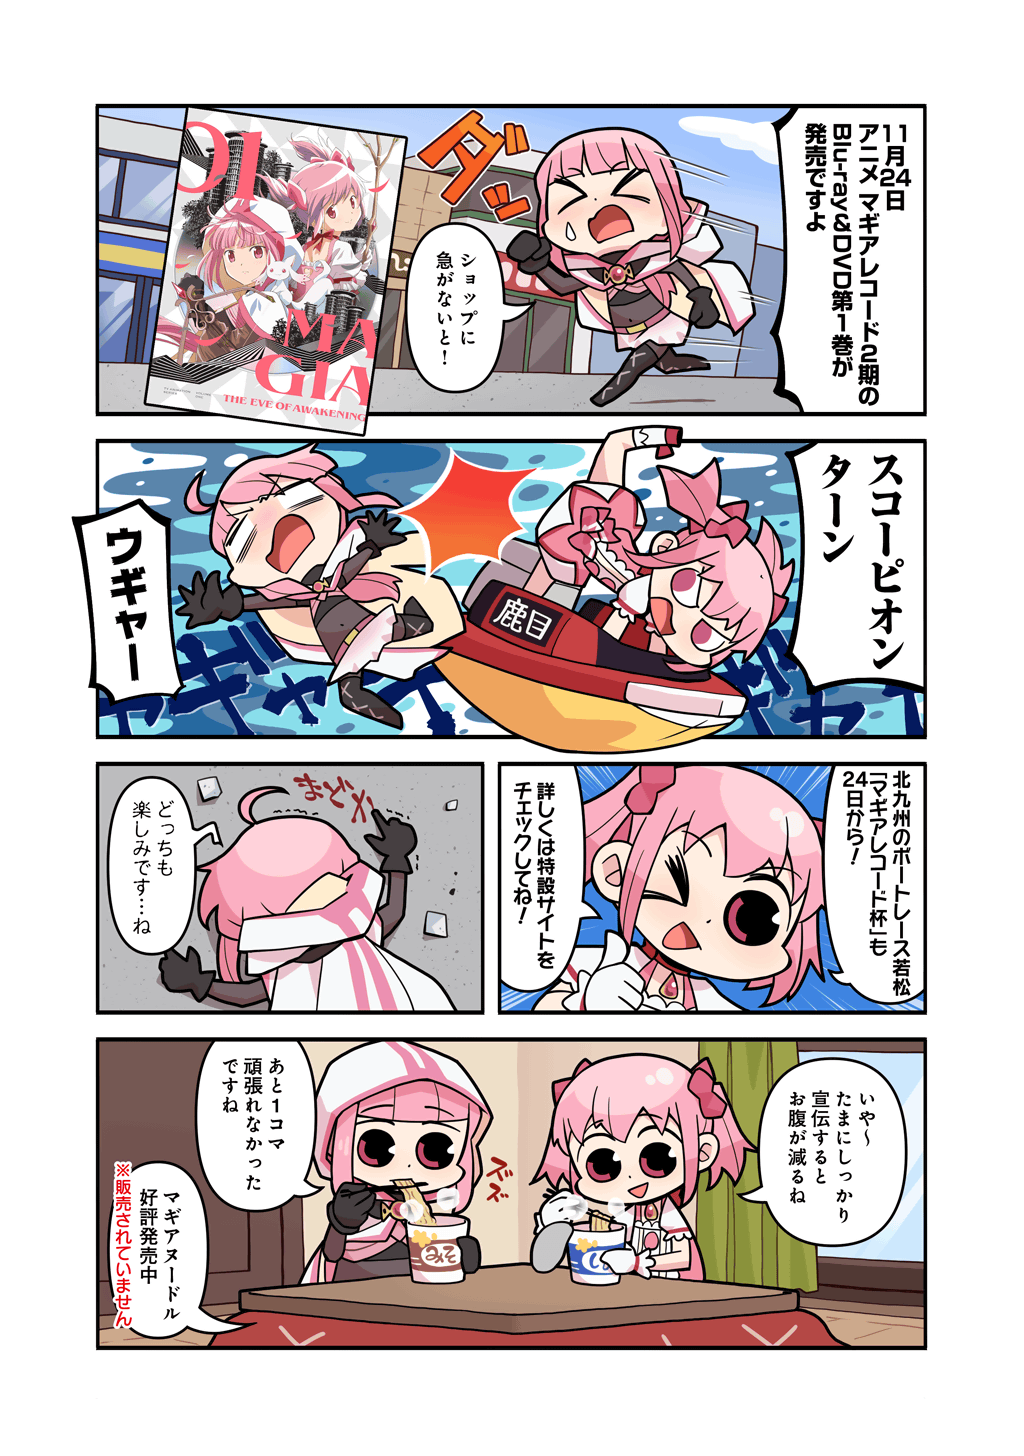 11月24日
アニメ マギアレコード2期の
Blu-ray&DVD第1巻が
発売ですよ
ダッ
ショップに
急がないと!
01
MA
GIA
THE EVE OF AWAKENING
スコーピオン
ターン
鹿目
ウギャー
ギャギャギャイ
北九州のボートレース若松
「マギアレコード杯」も
24日から!
詳しくは特設サイトを
チェックしてね!
まどか
どっちも
楽しみです…ね
いや～
たまにしっかり
宣伝すると
お腹が減るね
ズズ
あと1コマ
頑張れなかった
ですね
みそ
しお
マギアヌードル
好評発売中
※販売されていません